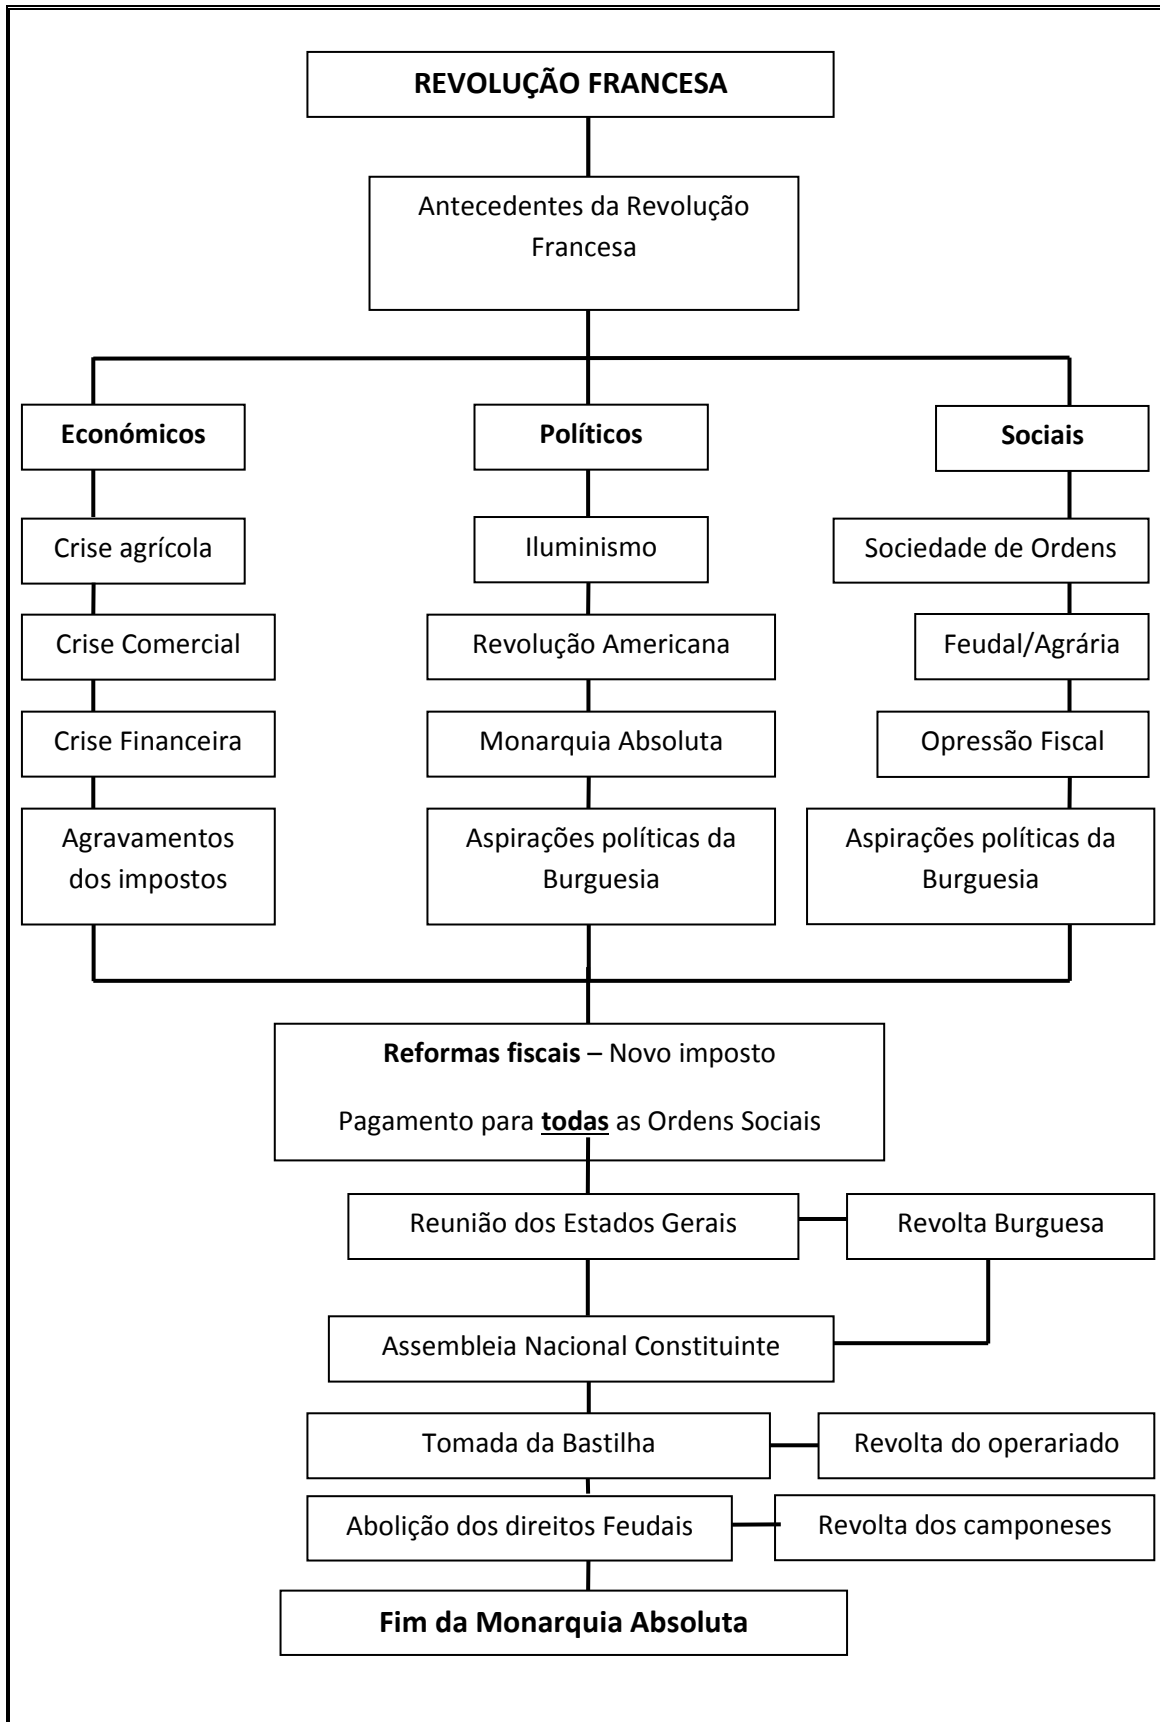 REVOLUÇÃO FRANCESA
Antecedentes da Revolução
Francesa
Económicos
Políticos
Sociais
Crise agrícola
Iluminismo
Sociedade de Ordens
Crise Comercial
Revolução Americana
Feudal/Agrária
Crise Financeira
Monarquia Absoluta
Opressão Fiscal
Agravamentos
dos impostos
Aspirações políticas da
Burguesia
Aspirações políticas da
Burguesia
Reformas fiscais – Novo imposto
Pagamento para todas as Ordens Sociais
Reunião dos Estados Gerais
Revolta Burguesa
Assembleia Nacional Constituinte
Tomada da Bastilha
Revolta do operariado
Abolição dos direitos Feudais
Revolta dos camponeses
Fim da Monarquia Absoluta